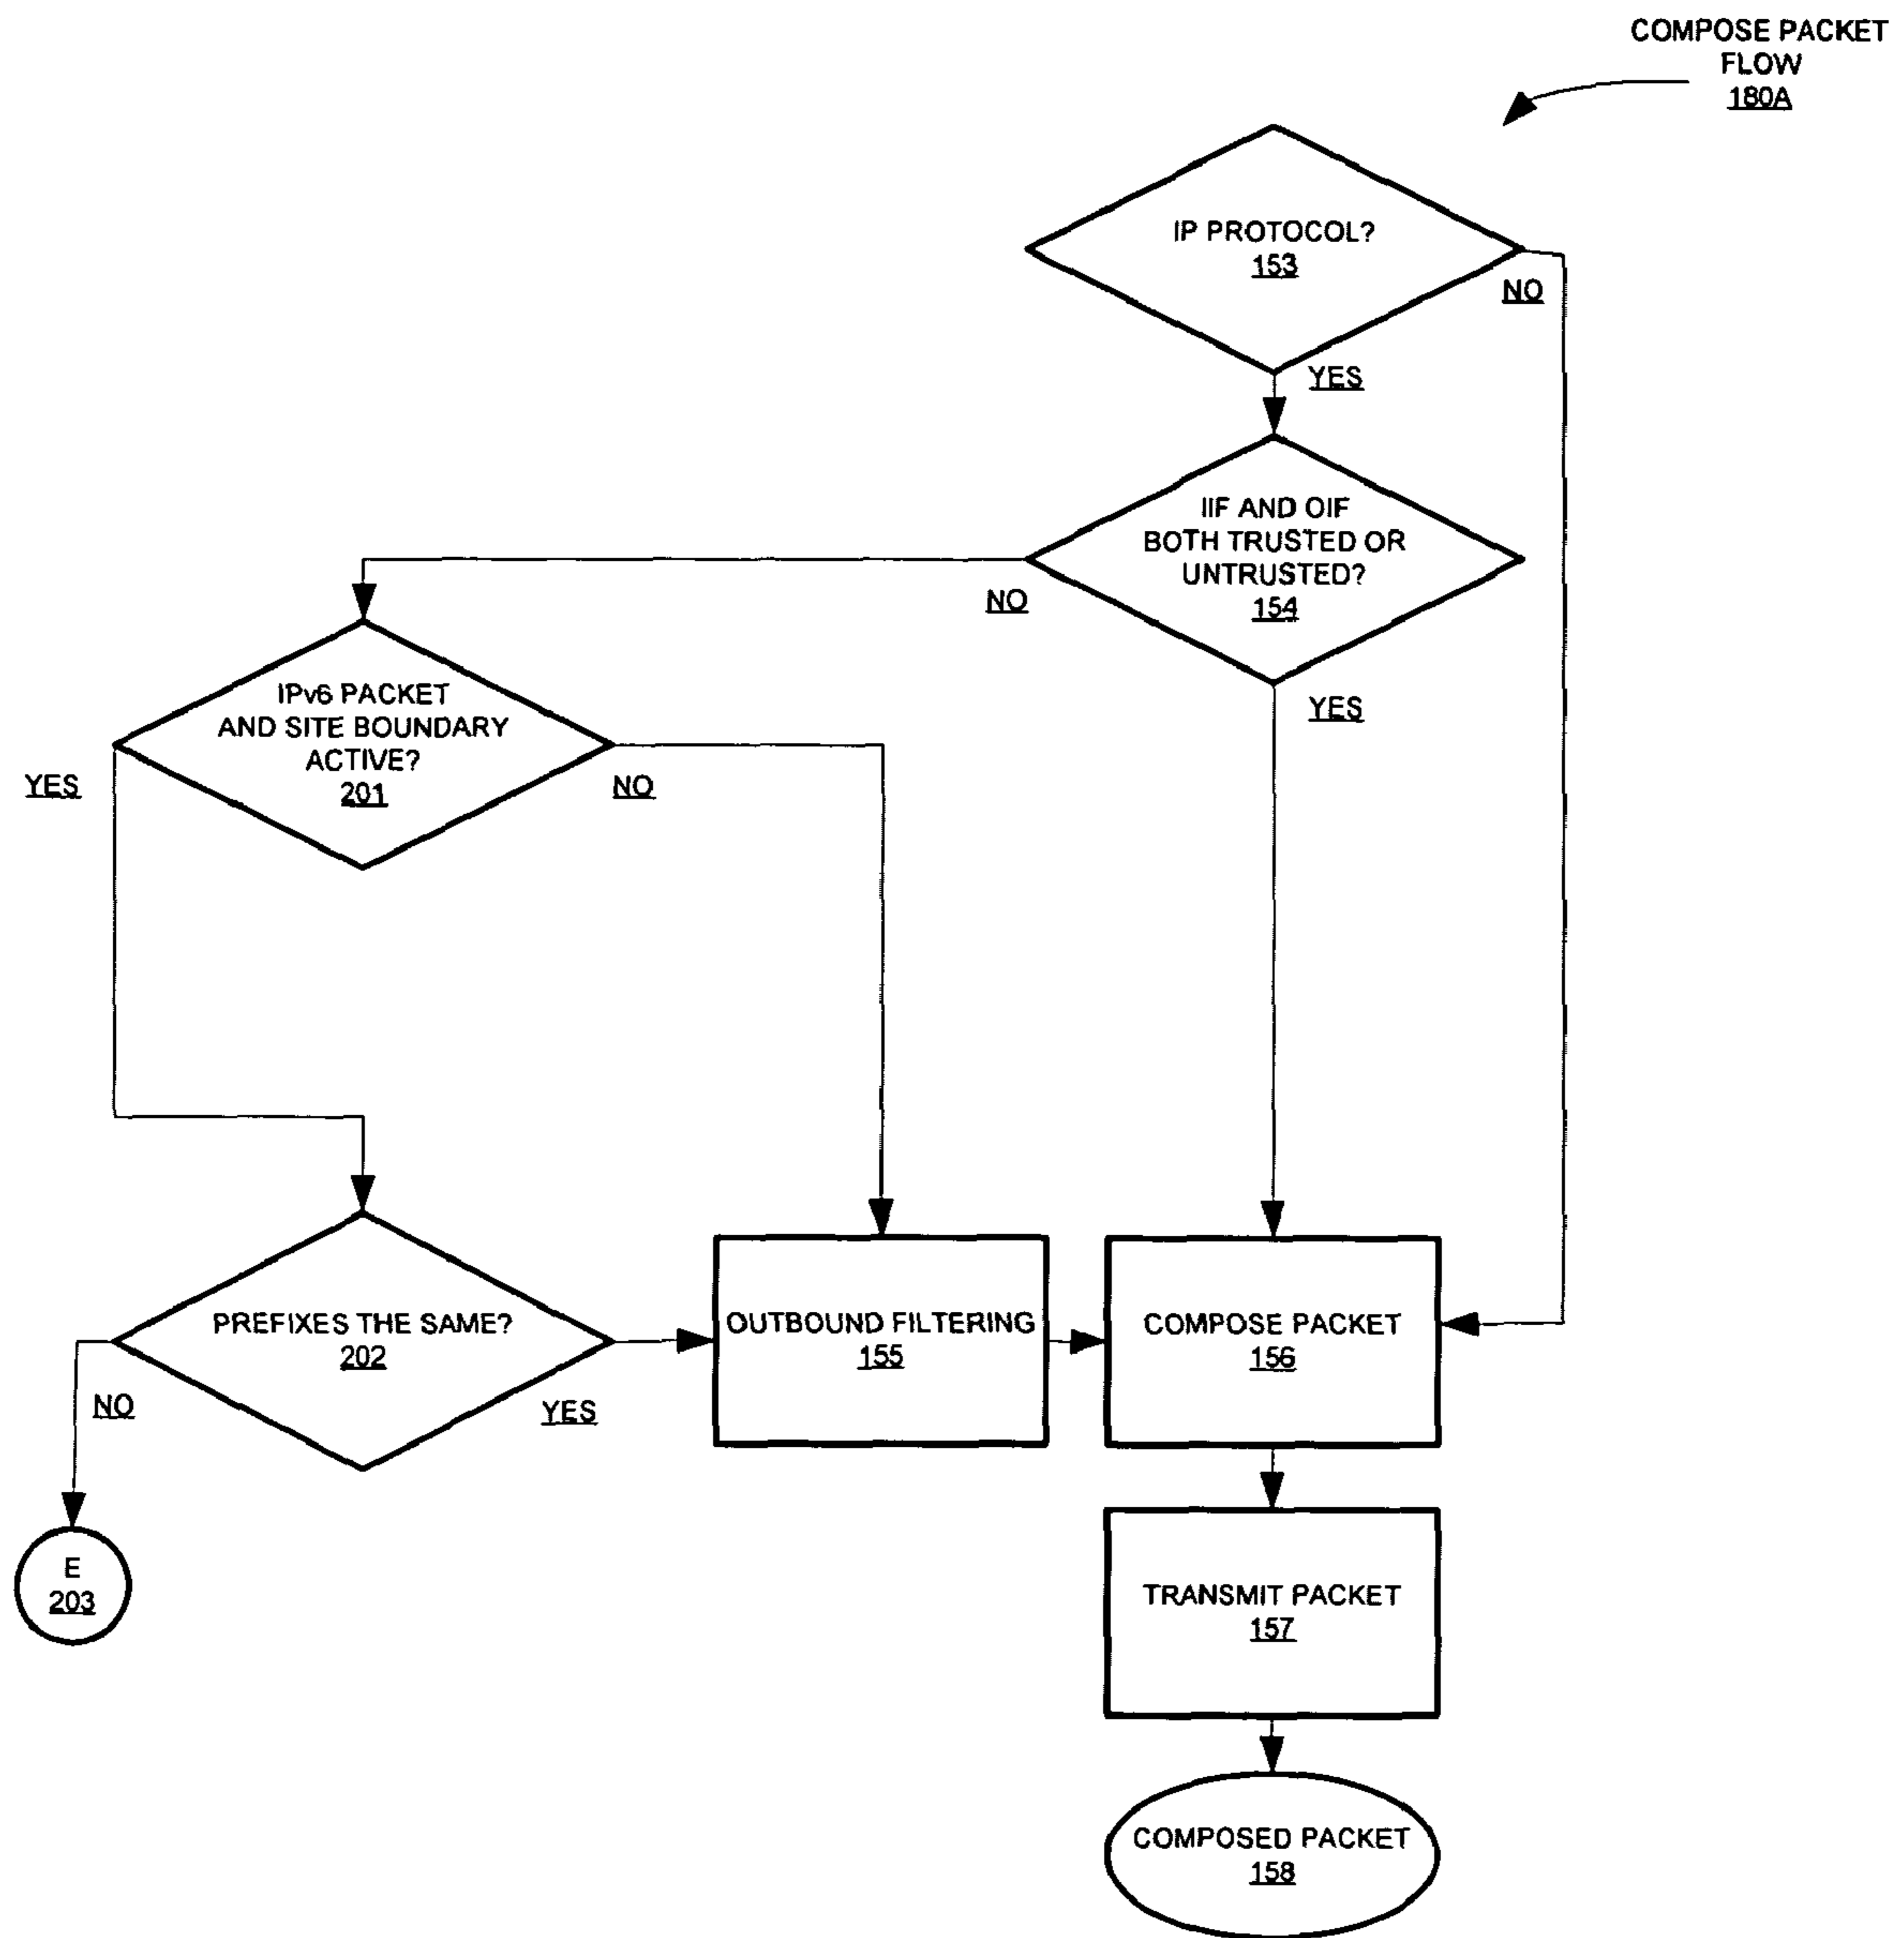 COMPOSE PACKET
FLOW
180A
IP PROTOCOL?
153
NO
YES
IIF AND OIF
BOTH TRUSTED OR
UNTRUSTED?
154
NO
YES
IPv6 PACKET
AND SITE BOUNDARY
ACTIVE?
201
YES
NO
PREFIXES THE SAME?
202
NO
YES
OUTBOUND FILTERING
155
COMPOSE PACKET
156
E
203
TRANSMIT PACKET
157
COMPOSED PACKET
158